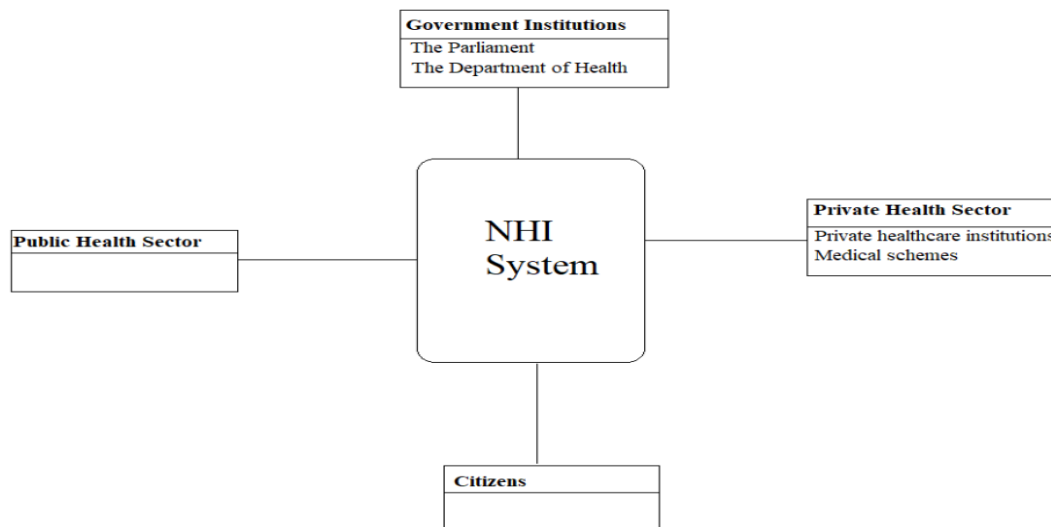 Government Institutions
The Parliament
The Department of Health
Private Health Sector
Private healthcare institutions
Medical schemes
Public Health Sector
NHI
System
Citizens